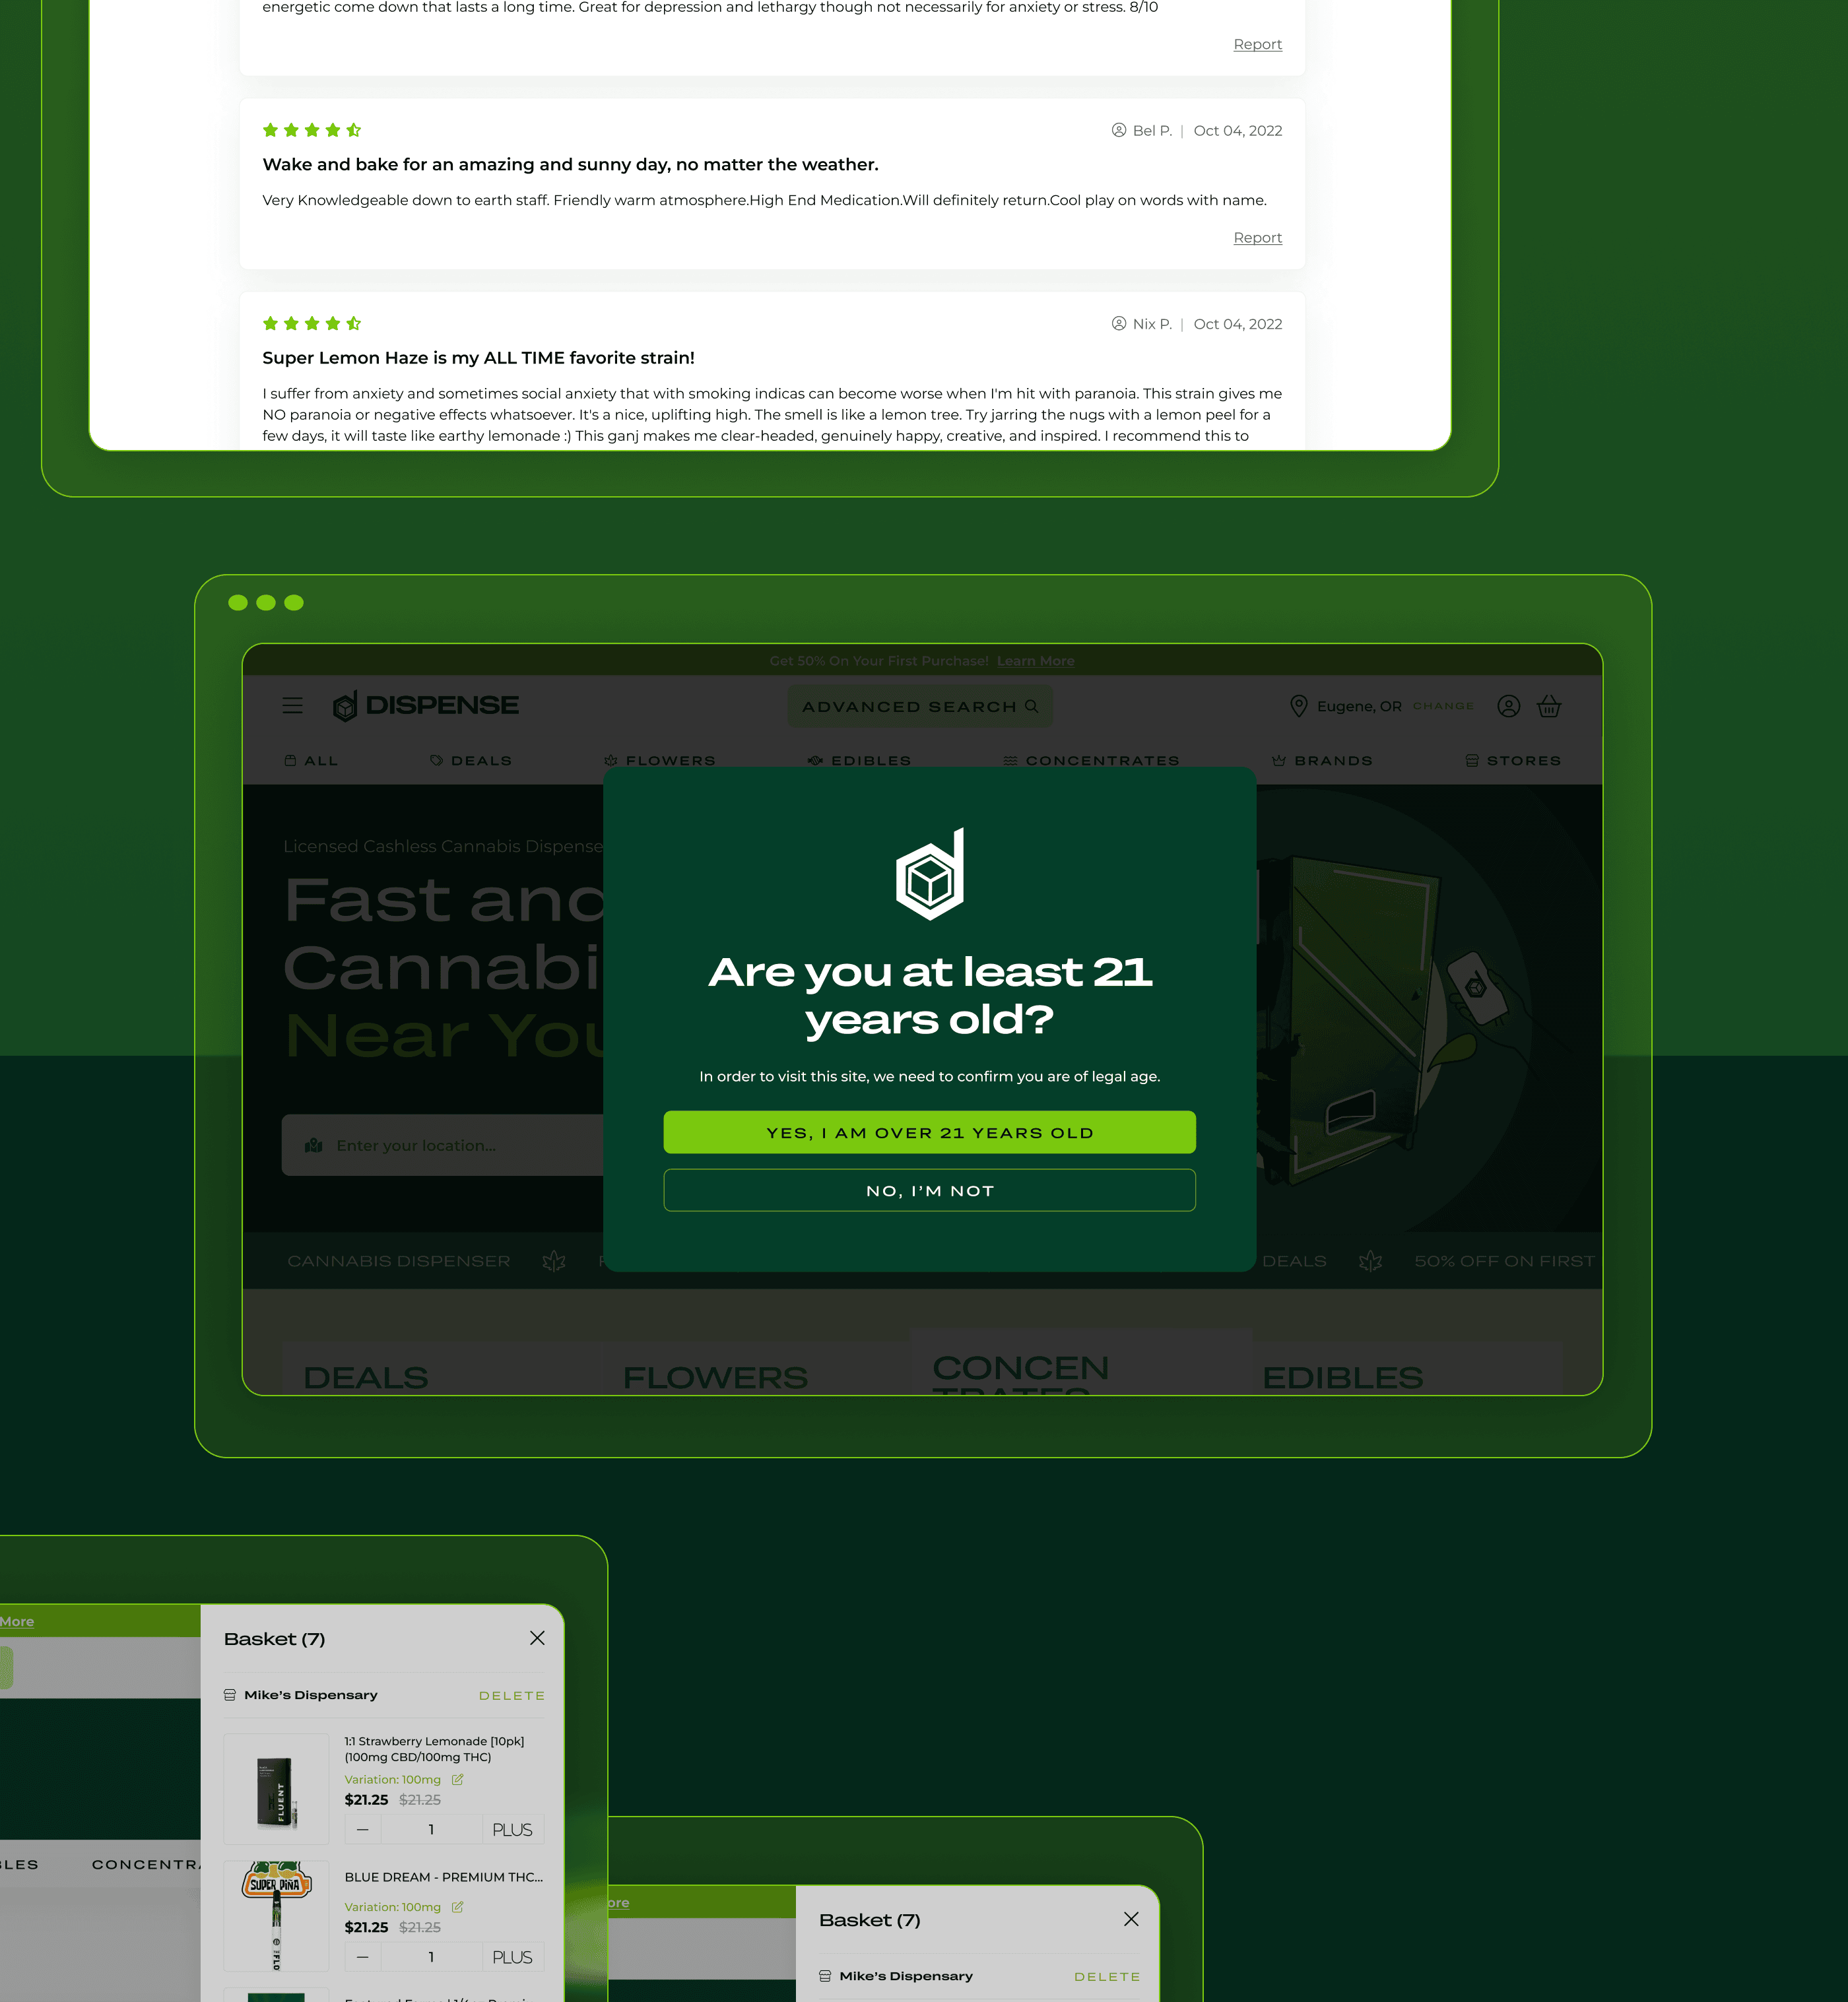 energetic come down that lasts a long time. Great for depression and lethargy though not necessarily for anxiety or stress. 8/10
Report
Bel P. | Oct 04, 2022
Wake and bake for an amazing and sunny day, no matter the weather.
Very Knowledgeable down to earth staff. Friendly warm atmosphere.High End Medication.Will definitely return.Cool play on words with name.
Report
Nix P. | Oct 04, 2022
Super Lemon Haze is my ALL TIME favorite strain!
I suffer from anxiety and sometimes social anxiety that with smoking indicas can become worse when I'm hit with paranoia. This strain gives me
NO paranoia or negative effects whatsoever. It's a nice, uplifting high. The smell is like a lemon tree. Try jarring the nugs with a lemon peel for a
few days, it will taste like earthy lemonade :) This ganj makes me clear-headed, genuinely happy, creative, and inspired. I recommend this to
Get 50% On Your First Purchase! Learn More
DISPENSE
ADVANCED SEARCH
Eugene, OR CHANGE
ALL DEALS FLOWERS EDIBLES CONCENTRATES BRANDS STORES
Licensed Cashless Cannabis Dispense
Fast and
Cannabi
Near You
Enter your location...
Are you at least 21
years old?
In order to visit this site, we need to confirm you are of legal age.
YES, I AM OVER 21 YEARS OLD
NO, I'M NOT
CANNABIS DISPENSER DEALS 50% OFF ON FIRST
DEALS FLOWERS CONCEN EDIBLES
TRATES
More
Basket (7)
Mike's Dispensary DELETE
1:1 Strawberry Lemonade [10pk]
(100mg CBD/100mg THC)
Variation: 100mg
$21.25 $21.25
1 PLUS
FLUENT
BLES CONCENTRA
BLUE DREAM - PREMIUM THC...
Variation: 100mg
$21.25 $21.25
1 PLUS
SUPER PIÑA
FLO
ore
Basket (7)
Mike's Dispensary DELETE